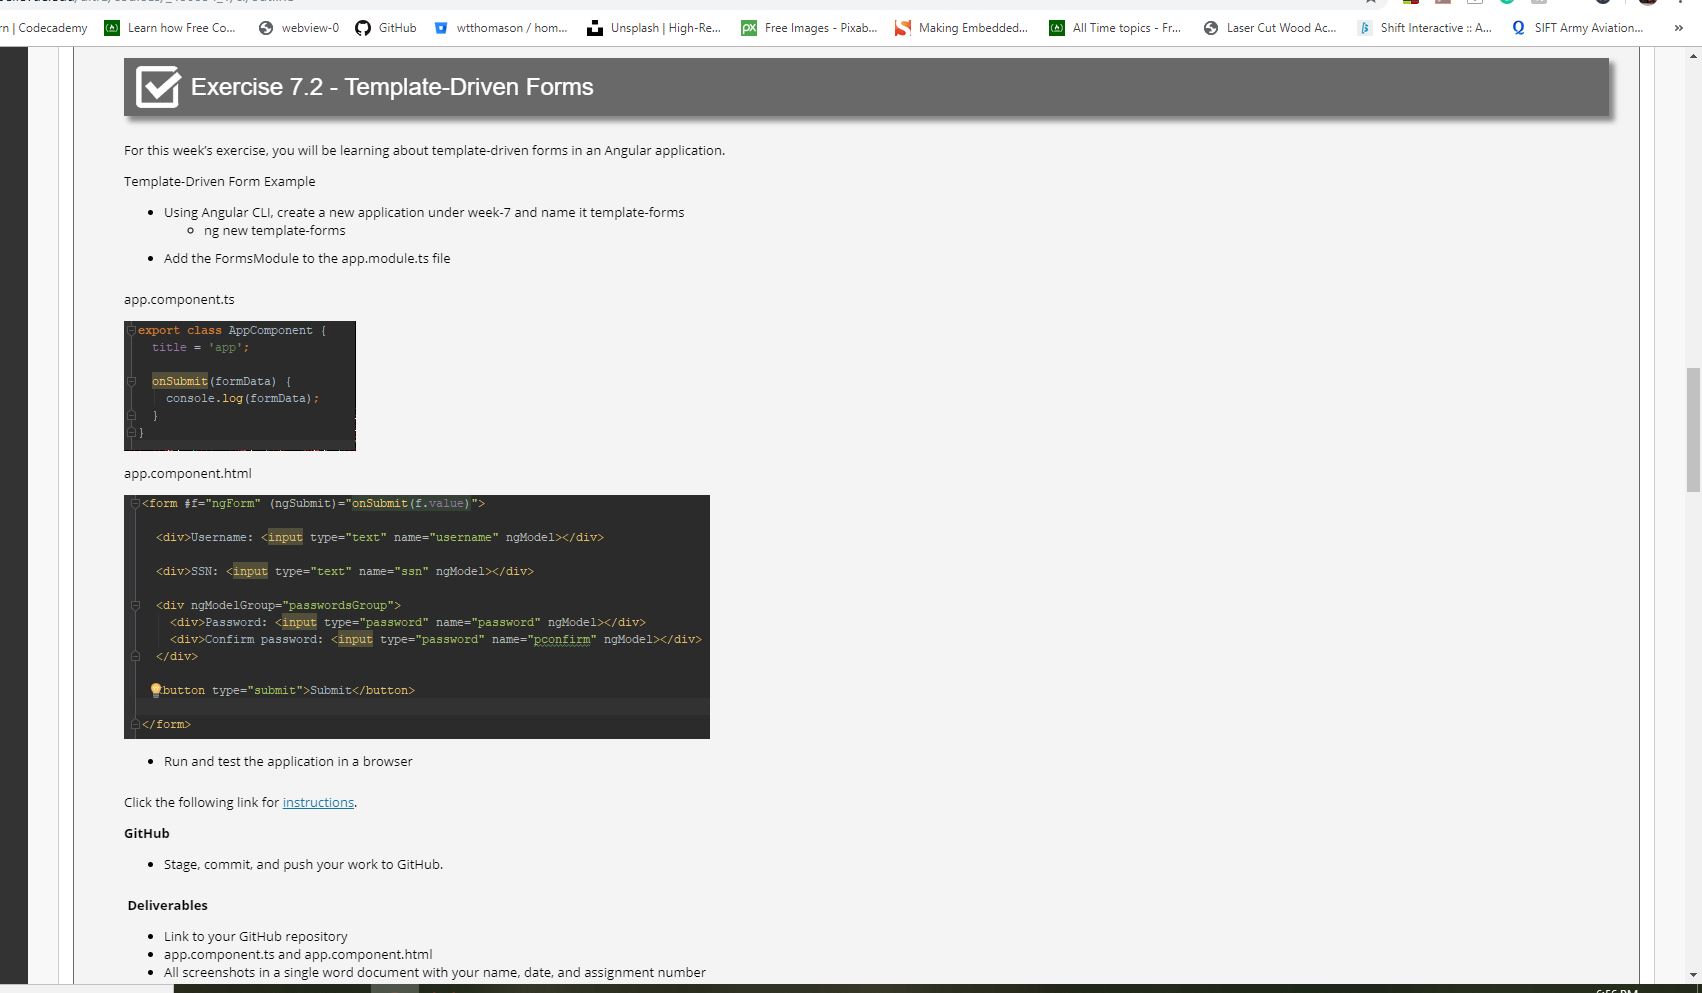 rn | Codecademy Learn how Free Co... webview-0 GitHub wtthomason / hom... Unsplash | High-Re... Free Images - Pixab... Making Embedded... All Time topics - Fr... Laser Cut Wood Ac... Shift Interactive :: A... SIFT Army Aviation... »
Exercise 7.2 - Template-Driven Forms
For this week’s exercise, you will be learning about template-driven forms in an Angular application.
Template-Driven Form Example
• Using Angular CLI, create a new application under week-7 and name it template-forms
ng new template-forms
• Add the FormsModule to the app.module.ts file
app.component.ts
export class AppComponent {
title = 'app';
onSubmit(formData) {
console.log(formData);
}
}
app.component.html
<form #f="ngForm" (ngSubmit)="onSubmit(f.value)">
<div>Username: <input type="text" name="username" ngModel></div>
<div>SSN: <input type="text" name="ssn" ngModel></div>
<div ngModelGroup="passwordsGroup">
<div>Password: <input type="password" name="password" ngModel></div>
<div>Confirm password: <input type="password" name="pconfirm" ngModel></div>
</div>
button type="submit">Submit</button>
</form>
• Run and test the application in a browser
Click the following link for instructions.
GitHub
• Stage, commit, and push your work to GitHub.
Deliverables
• Link to your GitHub repository
• app.component.ts and app.component.html
• All screenshots in a single word document with your name, date, and assignment number